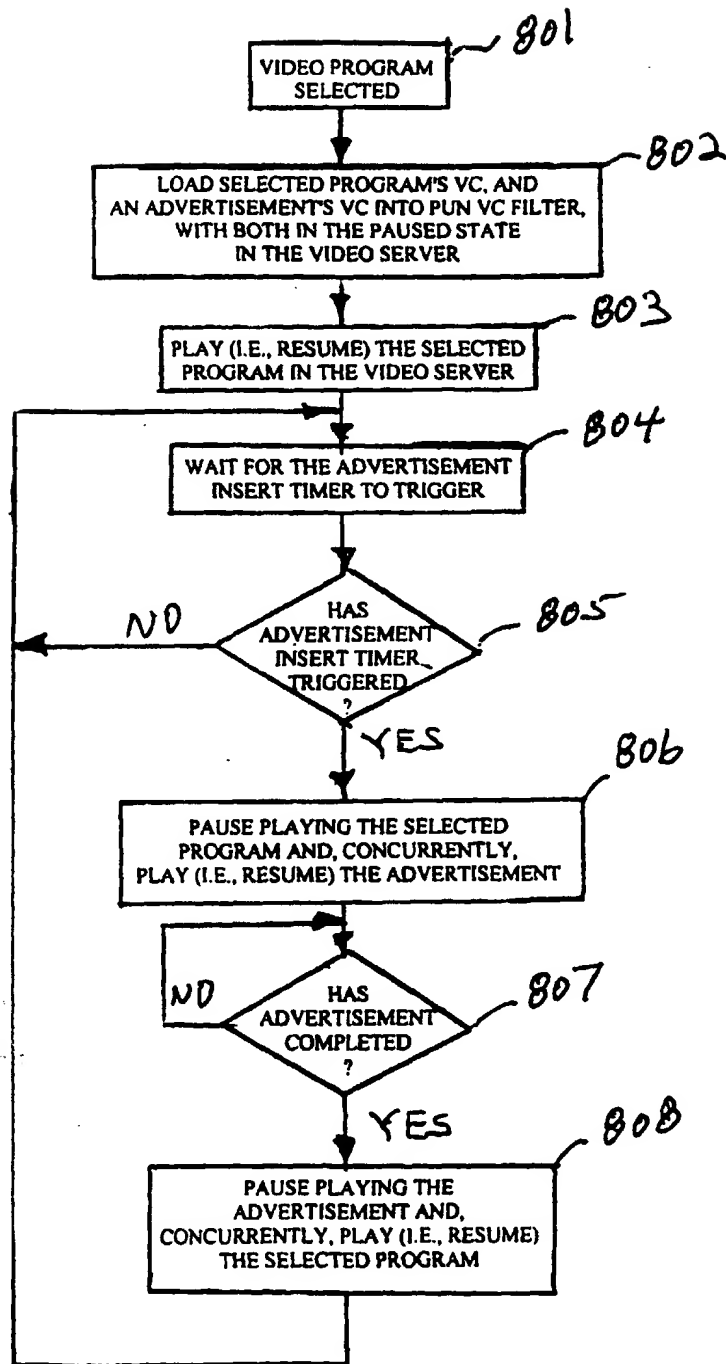 801
VIDEO PROGRAM
SELECTED
802
LOAD SELECTED PROGRAM'S VC, AND
AN ADVERTISEMENT'S VC INTO PUN VC FILTER,
WITH BOTH IN THE PAUSED STATE
IN THE VIDEO SERVER
803
PLAY (I.E., RESUME) THE SELECTED
PROGRAM IN THE VIDEO SERVER
804
WAIT FOR THE ADVERTISEMENT
INSERT TIMER TO TRIGGER
805
HAS
ADVERTISEMENT
INSERT TIMER
TRIGGERED
?
NO
YES
806
PAUSE PLAYING THE SELECTED
PROGRAM AND, CONCURRENTLY,
PLAY (I.E., RESUME) THE ADVERTISEMENT
807
HAS
ADVERTISEMENT
COMPLETED
?
NO
YES
808
PAUSE PLAYING THE
ADVERTISEMENT AND,
CONCURRENTLY, PLAY (I.E., RESUME)
THE SELECTED PROGRAM